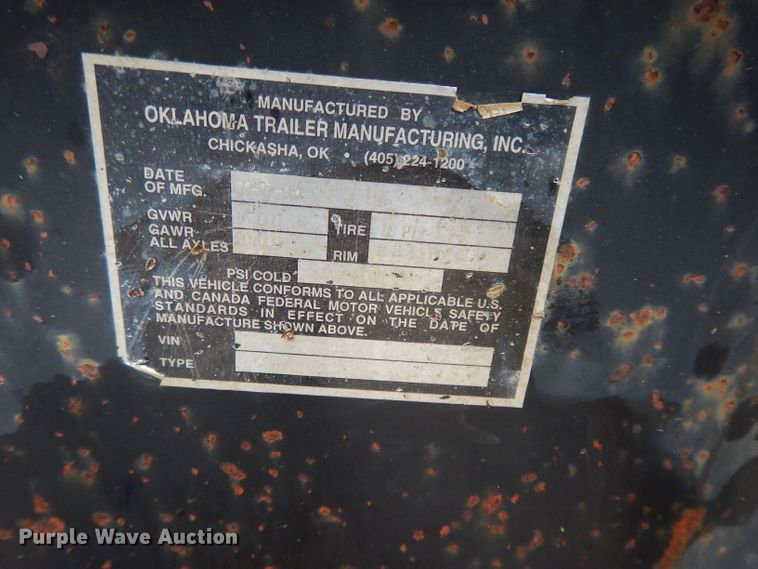 MANUFACTURED BY
OKLAHOMA TRAILER MANUFACTURING, INC.
CHICKASHA, OK • (405) 224-1200
DATE
OF MFG.
GVWR TIRE
GAWR
ALL AXLES RIM
PSI COLD
THIS VEHICLE CONFORMS TO ALL APPLICABLE U.S.
AND CANADA FEDERAL MOTOR VEHICLE SAFETY
STANDARDS IN EFFECT ON THE DATE OF
MANUFACTURE SHOWN ABOVE.
VIN
TYPE
Purple Wave Auction